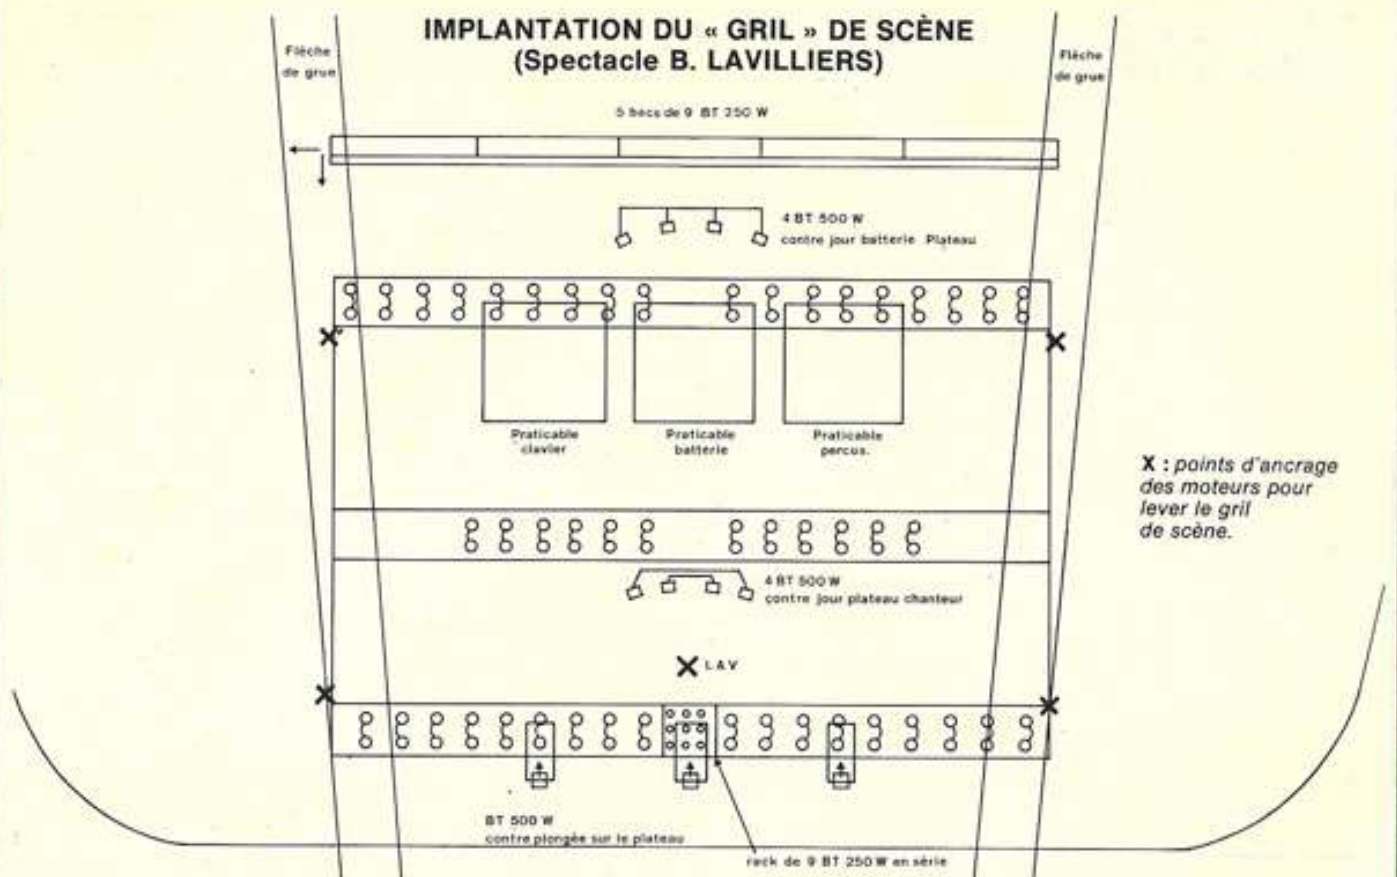 IMPLANTATION DU « GRIL » DE SCÈNE
(Spectacle B. LAVILLIERS)
Flèche
de grue
Flèche
de grue
5 becs de 9 BT 250 W
4 BT 500 W
contre jour batterie Plateau
Praticable
clavier
Praticable
batterie
Praticable
percus.
X : points d'ancrage
des moteurs pour
lever le gril
de scène.
4 BT 500 W
contre jour plateau chanteur
LAV
BT 500 W
contre plongée sur le plateau
rack de 9 BT 250 W en série